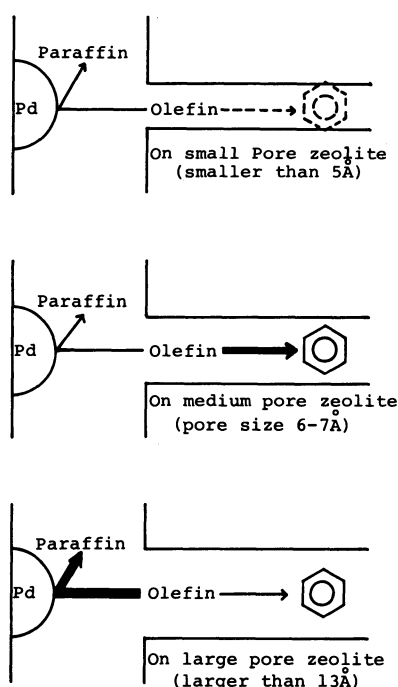 Paraffin
Pd
Olefin
On small Pore zeolite
(smaller than 5Å)
Paraffin
Pd
Olefin
On medium pore zeolite
(pore size 6-7Å)
Paraffin
Pd
Olefin
On large pore zeolite
(larger than 13Å)